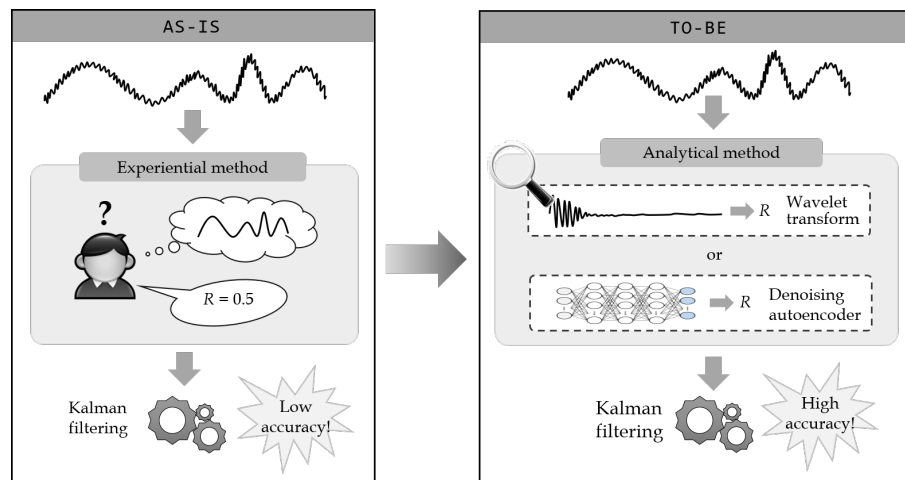 AS-IS
Experiential method
?
R = 0.5
Kalman
filtering
Low
accuracy!
TO-BE
Analytical method
R
Wavelet
transform
or
R
Denoising
autoencoder
Kalman
filtering
High
accuracy!